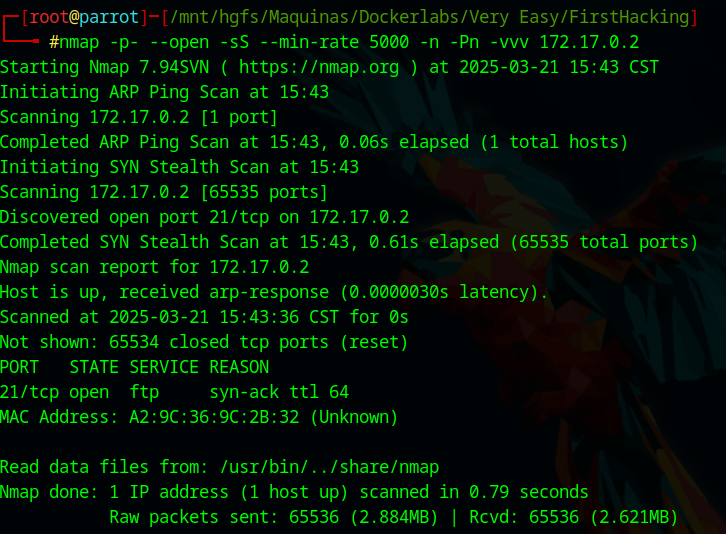 ┌─[root@parrot]─[/mnt/hgfs/Maquinas/Dockerlabs/Very Easy/FirstHacking]
└──╼ #nmap -p- --open -sS --min-rate 5000 -n -Pn -vvv 172.17.0.2
Starting Nmap 7.94SVN ( https://nmap.org ) at 2025-03-21 15:43 CST
Initiating ARP Ping Scan at 15:43
Scanning 172.17.0.2 [1 port]
Completed ARP Ping Scan at 15:43, 0.06s elapsed (1 total hosts)
Initiating SYN Stealth Scan at 15:43
Scanning 172.17.0.2 [65535 ports]
Discovered open port 21/tcp on 172.17.0.2
Completed SYN Stealth Scan at 15:43, 0.61s elapsed (65535 total ports)
Nmap scan report for 172.17.0.2
Host is up, received arp-response (0.0000030s latency).
Scanned at 2025-03-21 15:43:36 CST for 0s
Not shown: 65534 closed tcp ports (reset)
PORT   STATE SERVICE REASON
21/tcp open  ftp     syn-ack ttl 64
MAC Address: A2:9C:36:9C:2B:32 (Unknown)
Read data files from: /usr/bin/../share/nmap
Nmap done: 1 IP address (1 host up) scanned in 0.79 seconds
           Raw packets sent: 65536 (2.884MB) | Rcvd: 65536 (2.621MB)